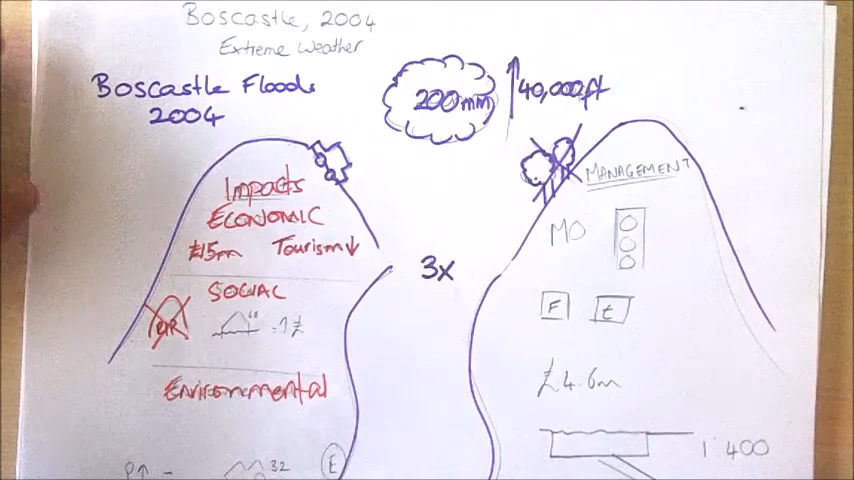 Boscastle, 2004
Extreme Weather
Boscastle Floods
2004
200mm
40,000ft
Impacts
ECONOMIC
£15m Tourism↓
SOCIAL
Environmental
3x
MANAGEMENT
MO
F t
£4.6m
1:400
P↑ -
32
E